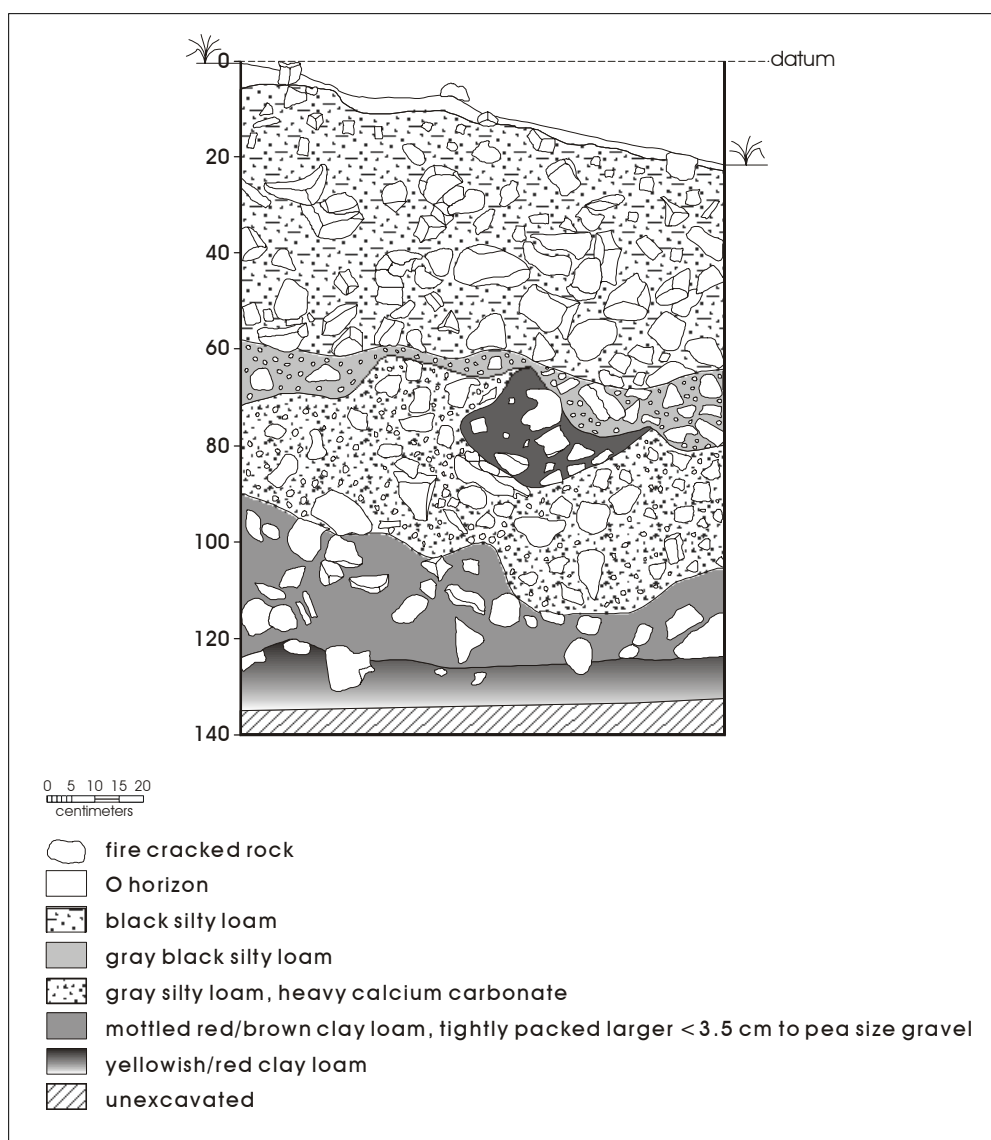 0
datum
20
40
60
80
100
120
140
0 5 10 15 20
centimeters
fire cracked rock
O horizon
black silty loam
gray black silty loam
gray silty loam, heavy calcium carbonate
mottled red/brown clay loam, tightly packed larger <3.5 cm to pea size gravel
yellowish/red clay loam
unexcavated